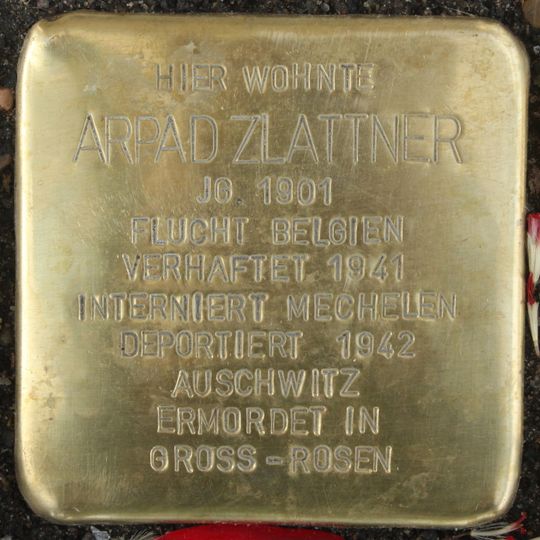 HIER WOHNTE
ARPAD ZLATTNER
JG. 1901
FLUCHT BELGIEN
VERHAFTET 1941
INTERNIERT MECHELEN
DEPORTIERT 1942
AUSCHWITZ
ERMORDET IN
GROSS-ROSEN